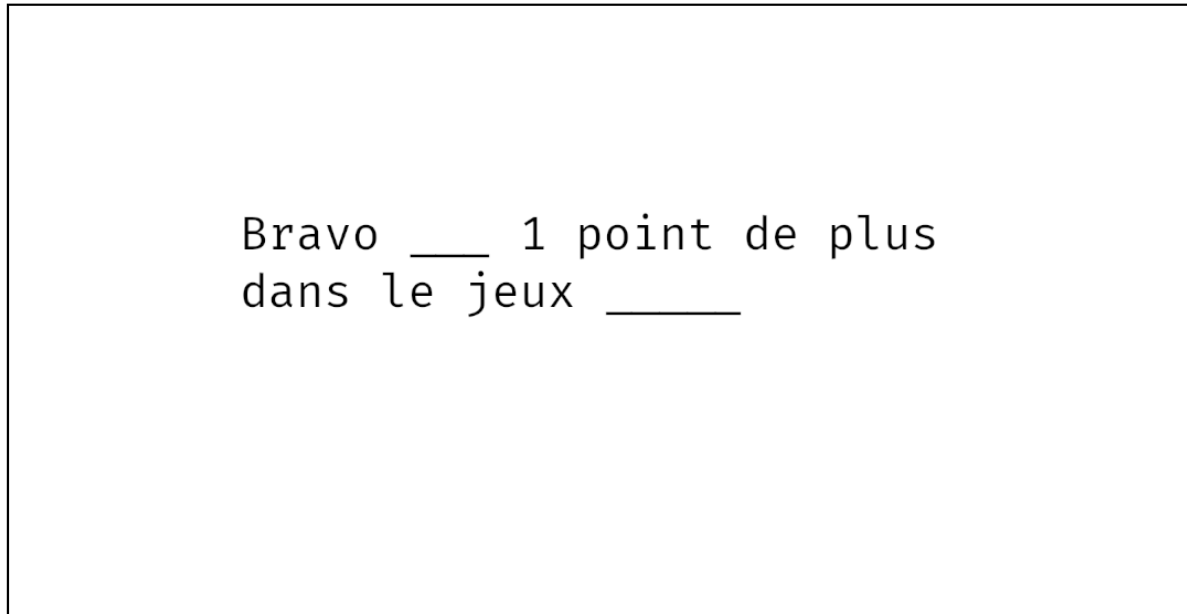 Bravo ___ 1 point de plus
dans le jeux _____